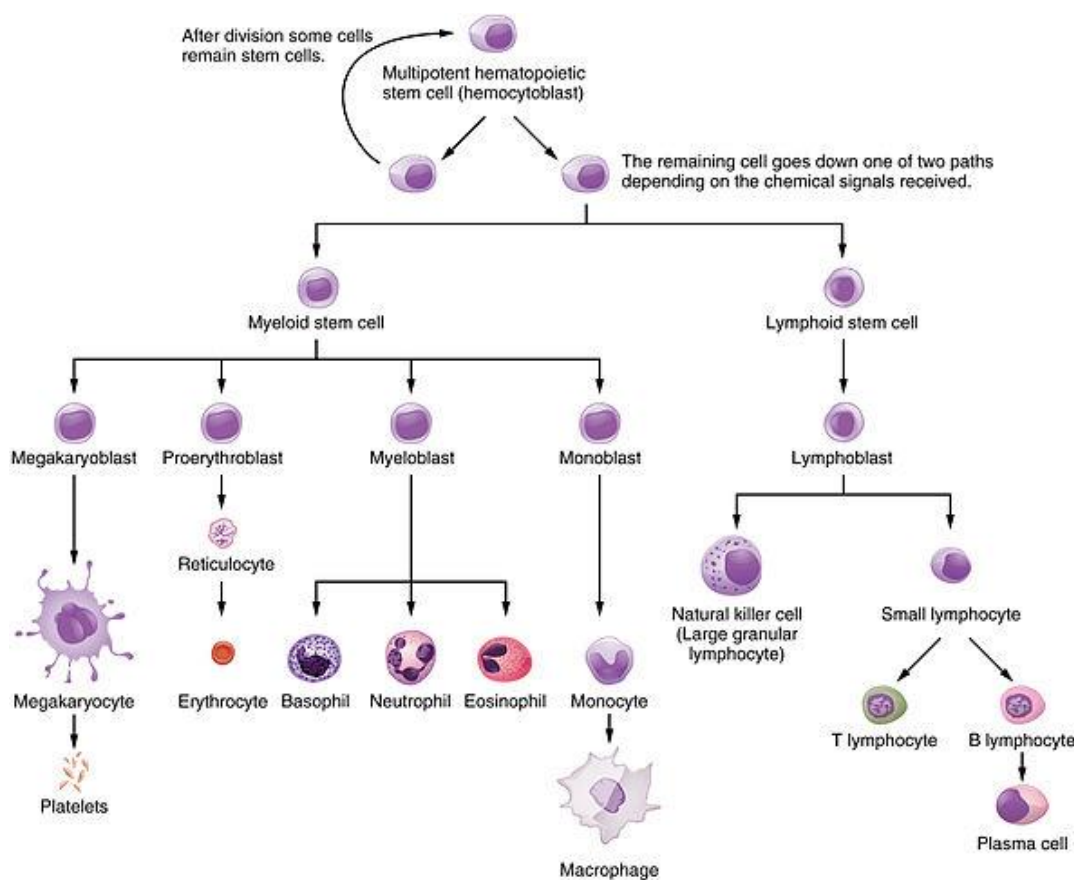 After division some cells
remain stem cells.
Multipotent hematopoietic
stem cell (hemocytoblast)
The remaining cell goes down one of two paths
depending on the chemical signals received.
Myeloid stem cell
Lymphoid stem cell
Megakaryoblast
Proerythroblast
Myeloblast
Monoblast
Lymphoblast
Reticulocyte
Natural killer cell
(Large granular
lymphocyte)
Small lymphocyte
Megakaryocyte
Erythrocyte
Basophil
Neutrophil
Eosinophil
Monocyte
T lymphocyte
B lymphocyte
Platelets
Macrophage
Plasma cell